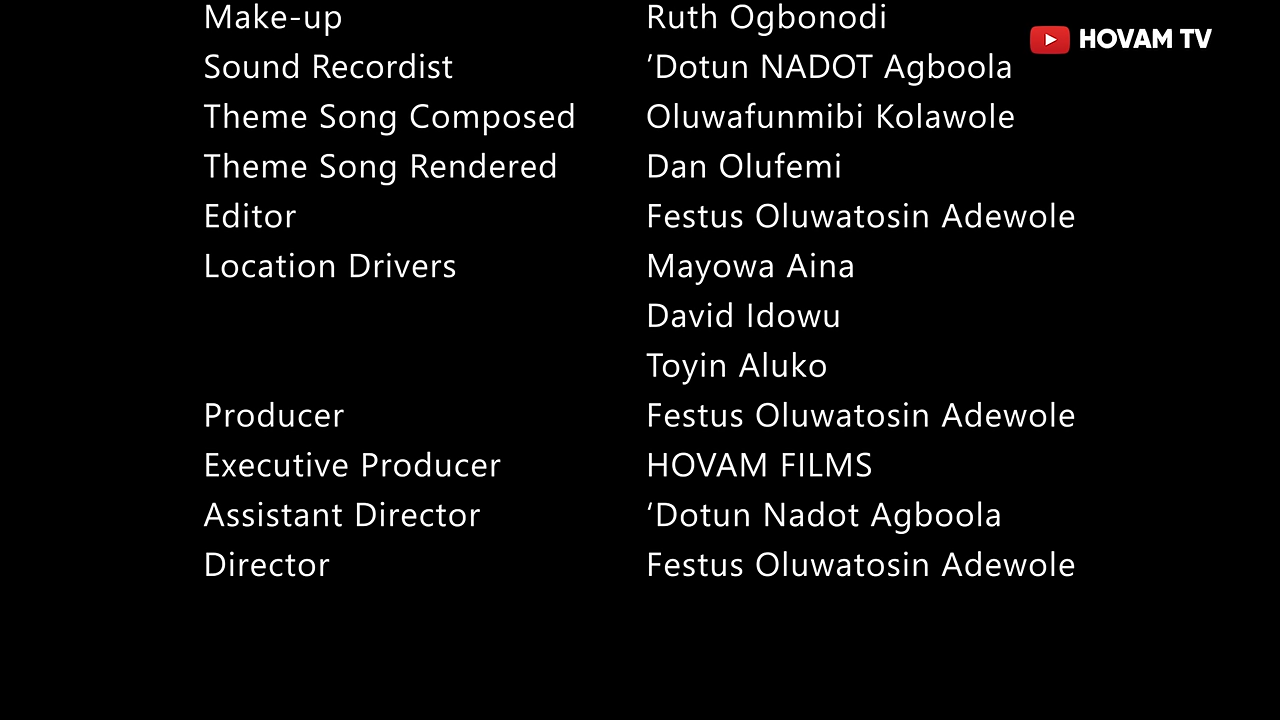 Make-up Ruth Ogbonodi
HOVAM TV
Sound Recordist ’Dotun NADOT Agboola
Theme Song Composed Oluwafunmibi Kolawole
Theme Song Rendered Dan Olufemi
Editor Festus Oluwatosin Adewole
Location Drivers Mayowa Aina
David Idowu
Toyin Aluko
Producer Festus Oluwatosin Adewole
Executive Producer HOVAM FILMS
Assistant Director ‘Dotun Nadot Agboola
Director Festus Oluwatosin Adewole